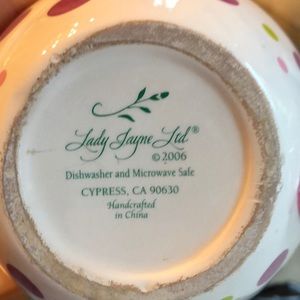 Lady Jayne Ltd®
©2006
Dishwasher and Microwave Safe
CYPRESS, CA 90630
Handcrafted
in China